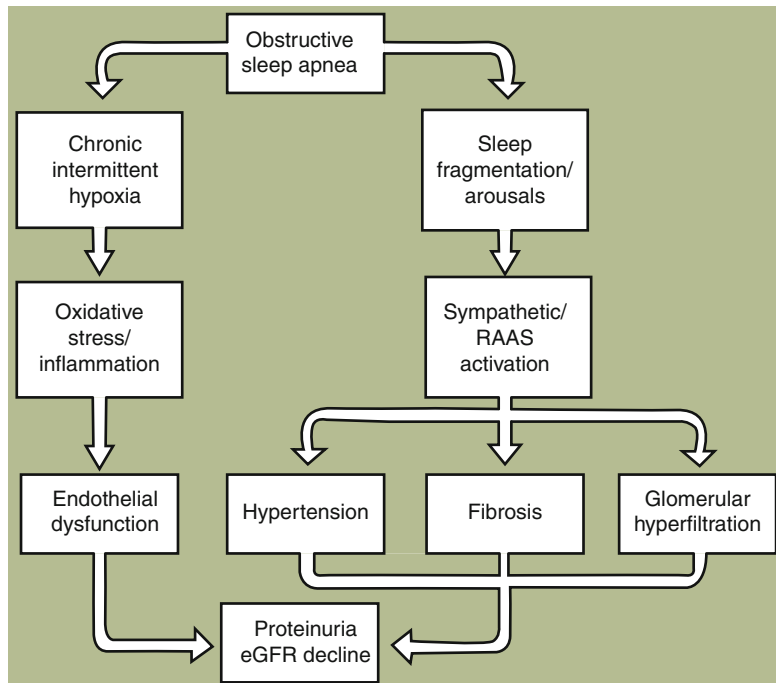 Obstructive
sleep apnea
Chronic
intermittent
hypoxia
Sleep
fragmentation/
arousals
Oxidative
stress/
inflammation
Sympathetic/
RAAS
activation
Endothelial
dysfunction
Hypertension
Fibrosis
Glomerular
hyperfiltration
Proteinuria
eGFR decline